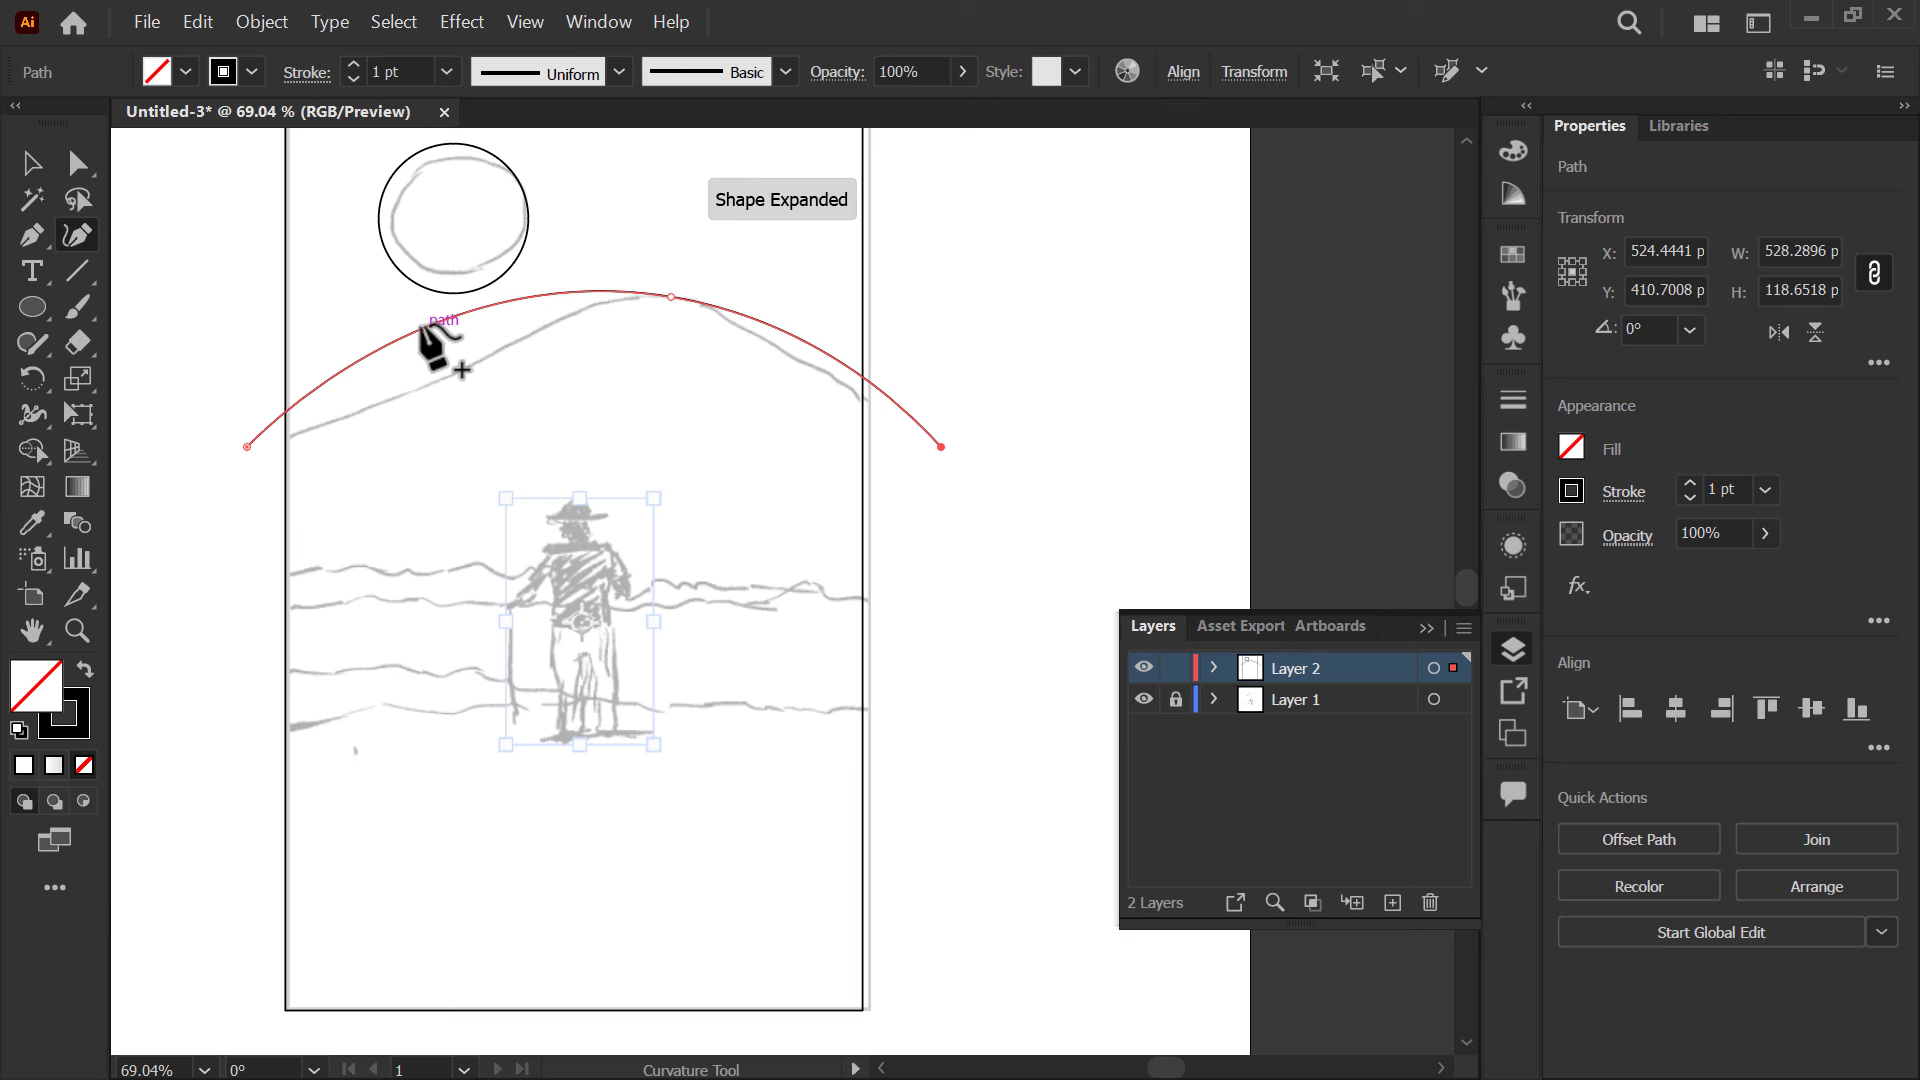 Ai File Edit Object Type Select Effect View Window Help
Path Stroke: 1 pt Uniform Basic Opacity: 100% Style: Align Transform
Untitled-3* @ 69.04 % (RGB/Preview)
Properties Libraries
Path
Transform
X: 524.4441 p W: 528.2896 p
Y: 410.7008 p H: 118.6518 p
0°
Appearance
Fill
Stroke 1 pt
Opacity 100%
fx.
Align
Quick Actions
Offset Path Join
Recolor Arrange
Start Global Edit
Shape Expanded
path
Layers Asset Export Artboards
Layer 2
Layer 1
2 Layers
69.04% 0° 1 Curvature Tool